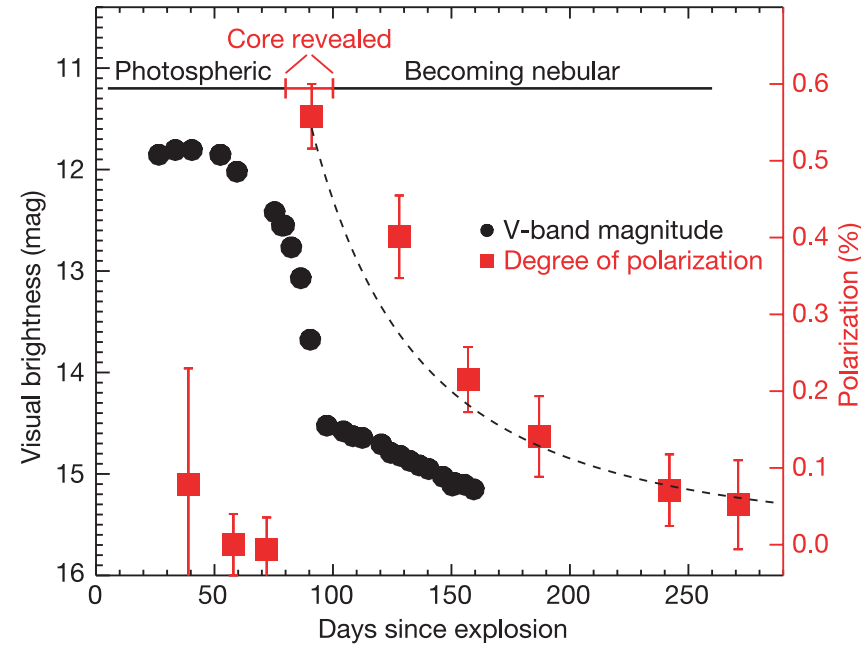 Core revealed
Photospheric
Becoming nebular
11
12
13
14
15
16
Visual brightness (mag)
V-band magnitude
Degree of polarization
0.6
0.5
0.4
0.3
0.2
0.1
0.0
Polarization (%)
0
50
100
150
200
250
Days since explosion